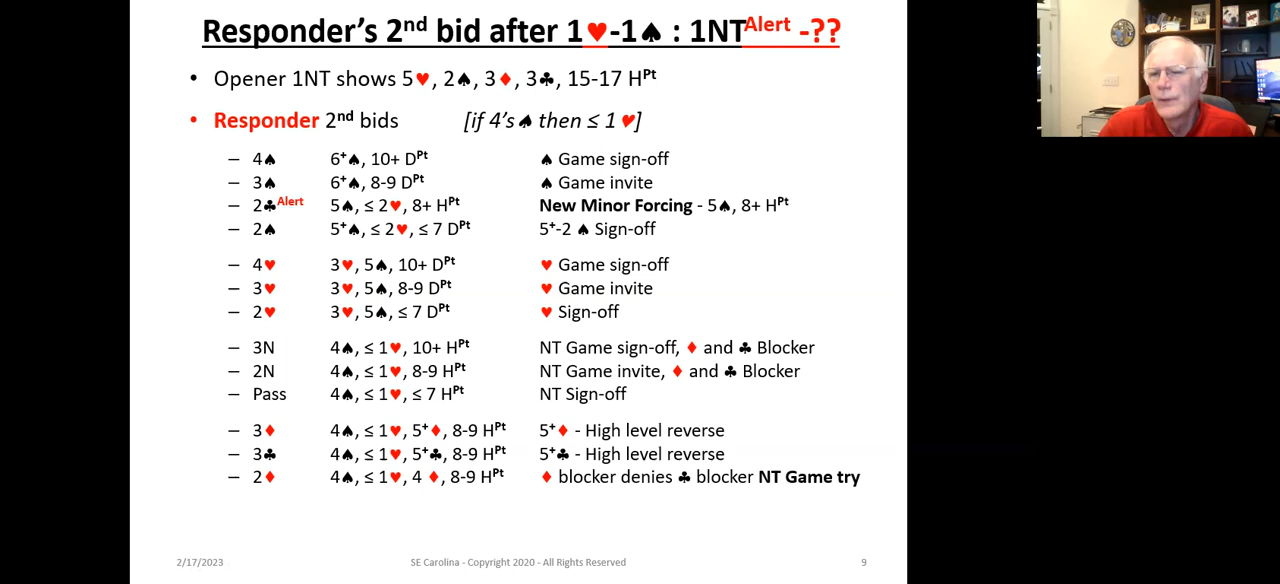 Responder's 2nd bid after 1♥-1♠ : 1NT Alert -??
• Opener 1NT shows 5♥, 2♠, 3♦, 3♣, 15-17 HPt
• Responder 2nd bids [if 4's ♠ then ≤ 1 ♥]
– 4♠ 6+♠, 10+ DPt ♠ Game sign-off
– 3♠ 6+♠, 8-9 DPt ♠ Game invite
– 2♣Alert 5♠, ≤ 2♥, 8+ HPt New Minor Forcing - 5♠, 8+ HPt
– 2♠ 5+♠, ≤ 2♥, ≤ 7 DPt 5+-2 ♠ Sign-off
– 4♥ 3♥, 5♠, 10+ DPt ♥ Game sign-off
– 3♥ 3♥, 5♠, 8-9 DPt ♥ Game invite
– 2♥ 3♥, 5♠, ≤ 7 DPt ♥ Sign-off
– 3N 4♠, ≤ 1♥, 10+ HPt NT Game sign-off, ♦ and ♣ Blocker
– 2N 4♠, ≤ 1♥, 8-9 HPt NT Game invite, ♦ and ♣ Blocker
– Pass 4♠, ≤ 1♥, ≤ 7 HPt NT Sign-off
– 3♦ 4♠, ≤ 1♥, 5+♦, 8-9 HPt 5+♦ - High level reverse
– 3♣ 4♠, ≤ 1♥, 5+♣, 8-9 HPt 5+♣ - High level reverse
– 2♦ 4♠, ≤ 1♥, 4 ♦, 8-9 HPt ♦ blocker denies ♣ blocker NT Game try
2/17/2023 SE Carolina - Copyright 2020 - All Rights Reserved 9